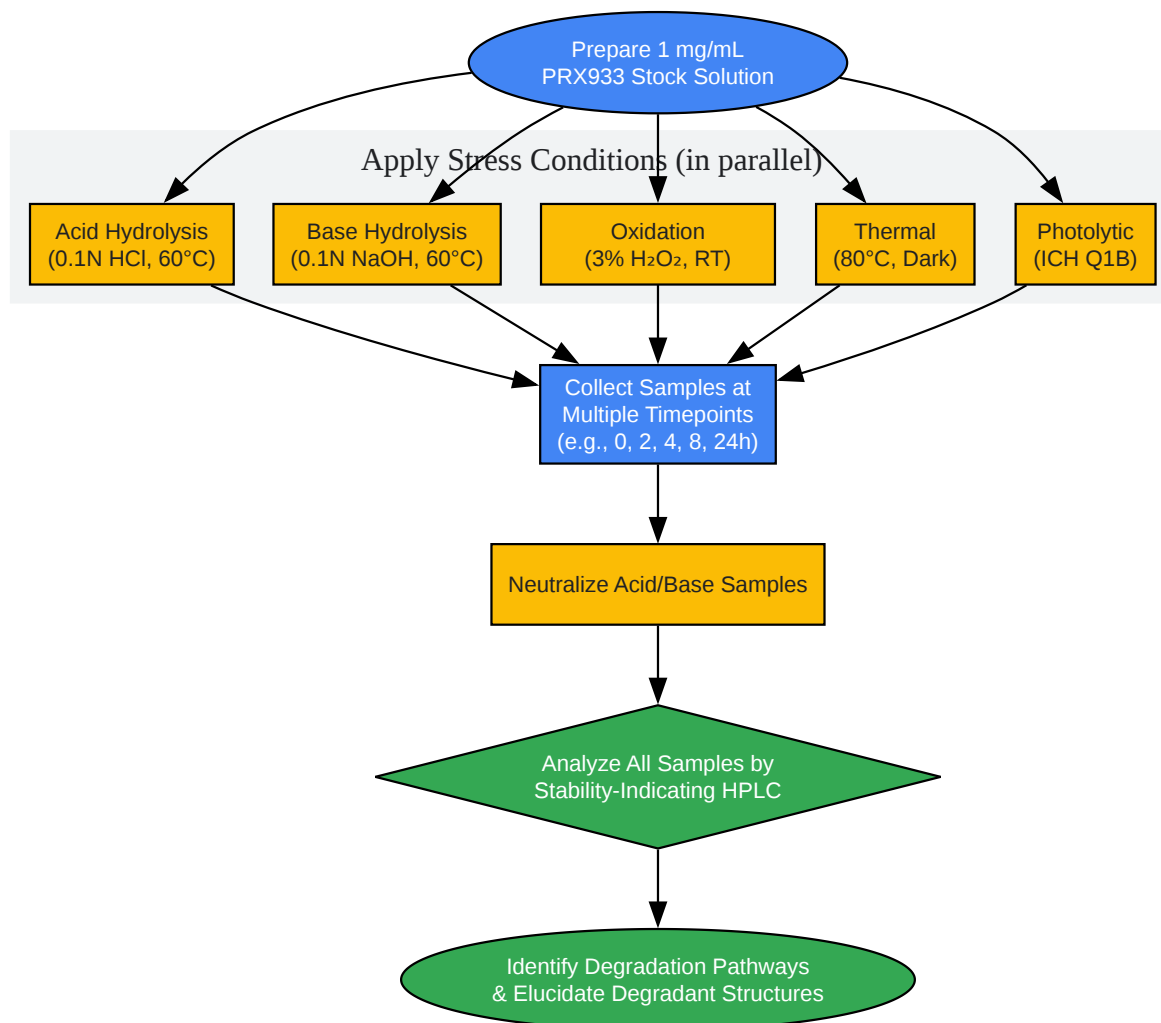 Prepare 1 mg/mL
PRX933 Stock Solution
Apply Stress Conditions (in parallel)
Acid Hydrolysis
(0.1N HCl, 60°C)
Base Hydrolysis
(0.1N NaOH, 60°C)
Oxidation
(3% H₂O₂, RT)
Thermal
(80°C, Dark)
Photolytic
(ICH Q1B)
Collect Samples at
Multiple Timepoints
(e.g., 0, 2, 4, 8, 24h)
Neutralize Acid/Base Samples
Analyze All Samples by
Stability-Indicating HPLC
Identify Degradation Pathways
& Elucidate Degradant Structures